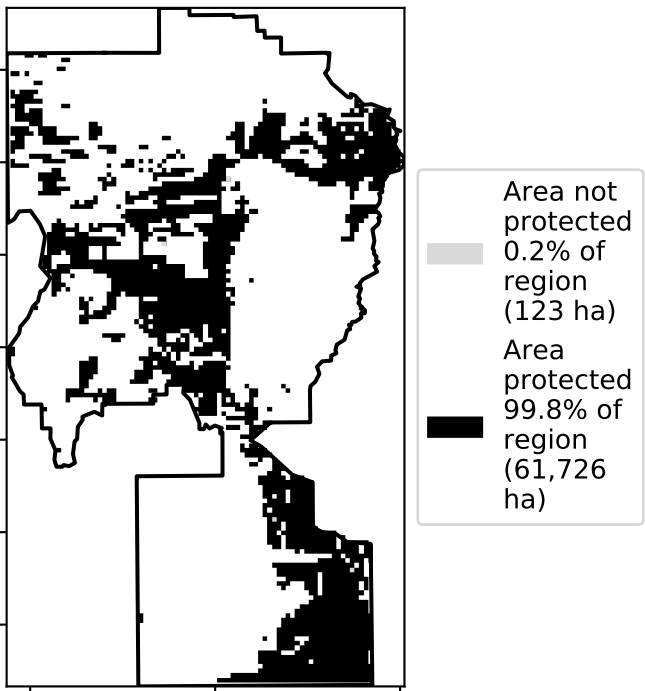 Area not
protected
0.2% of
region
(123 ha)
Area
protected
99.8% of
region
(61,726
ha)